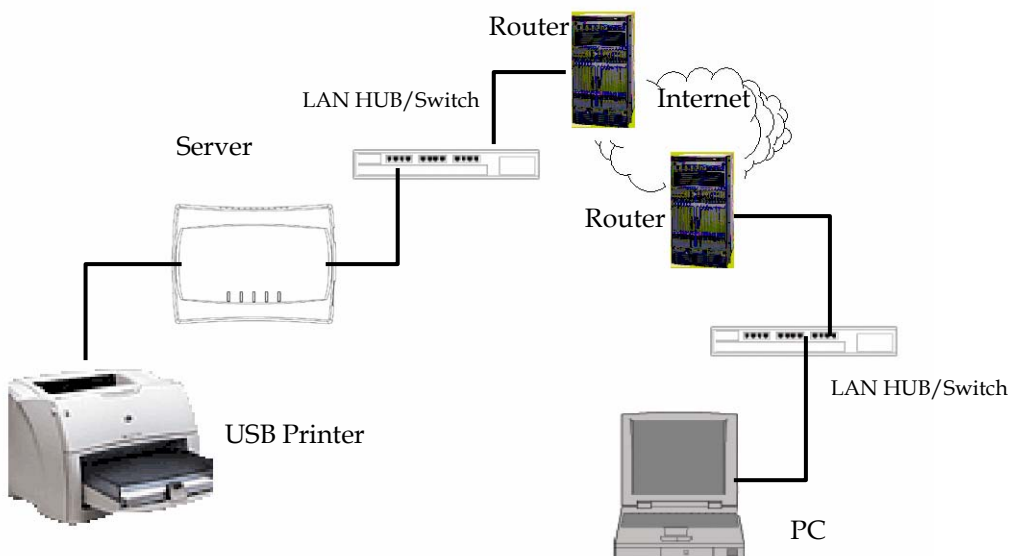 Router
LAN HUB/Switch
Internet
Server
Router
LAN HUB/Switch
USB Printer
PC